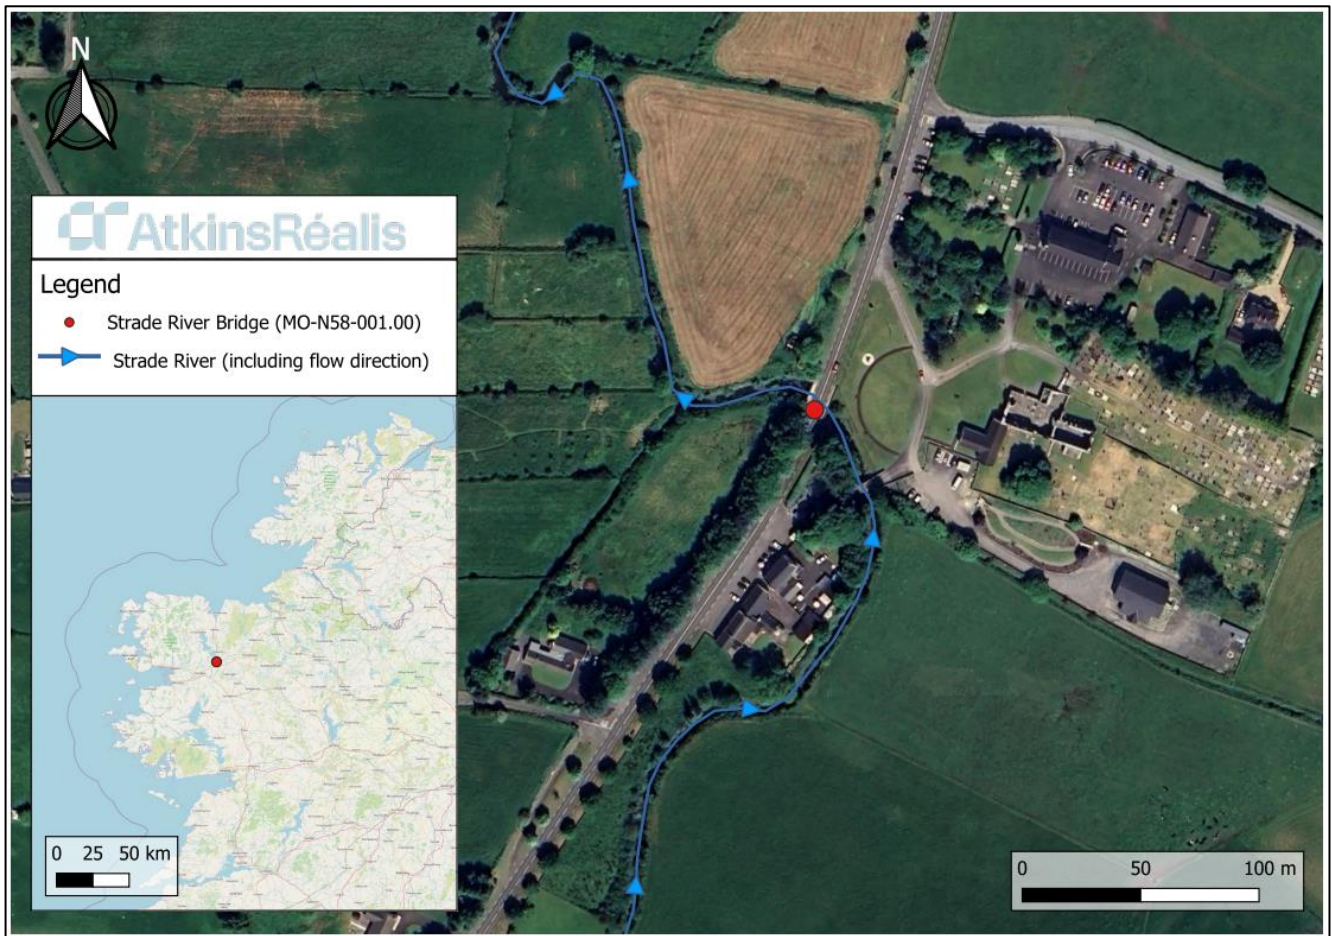 N
AtkinsRéalis
Legend
Strade River Bridge (MO-N58-001.00)
Strade River (including flow direction)
0 25 50 km
0 50 100 m